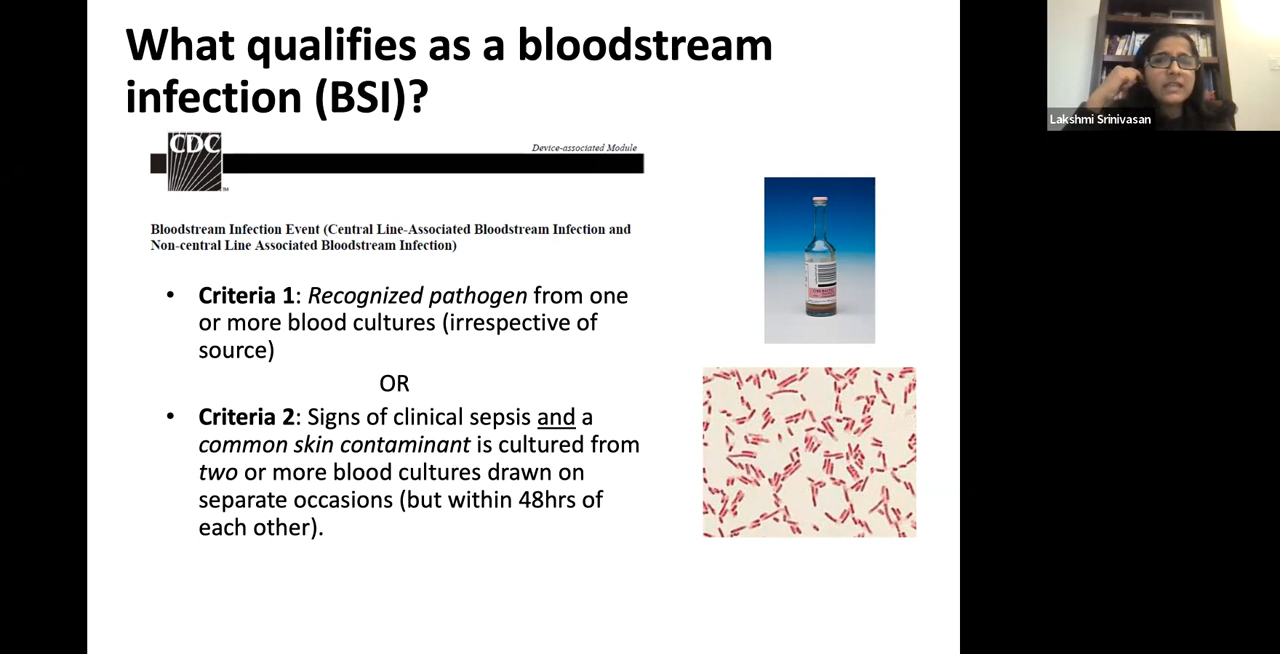 What qualifies as a bloodstream
infection (BSI)?
CDC
TM
Device-associated Module
Bloodstream Infection Event (Central Line-Associated Bloodstream Infection and
Non-central Line Associated Bloodstream Infection)
• Criteria 1: Recognized pathogen from one
or more blood cultures (irrespective of
source)
OR
• Criteria 2: Signs of clinical sepsis and a
common skin contaminant is cultured from
two or more blood cultures drawn on
separate occasions (but within 48hrs of
each other).
Lakshmi Srinivasan